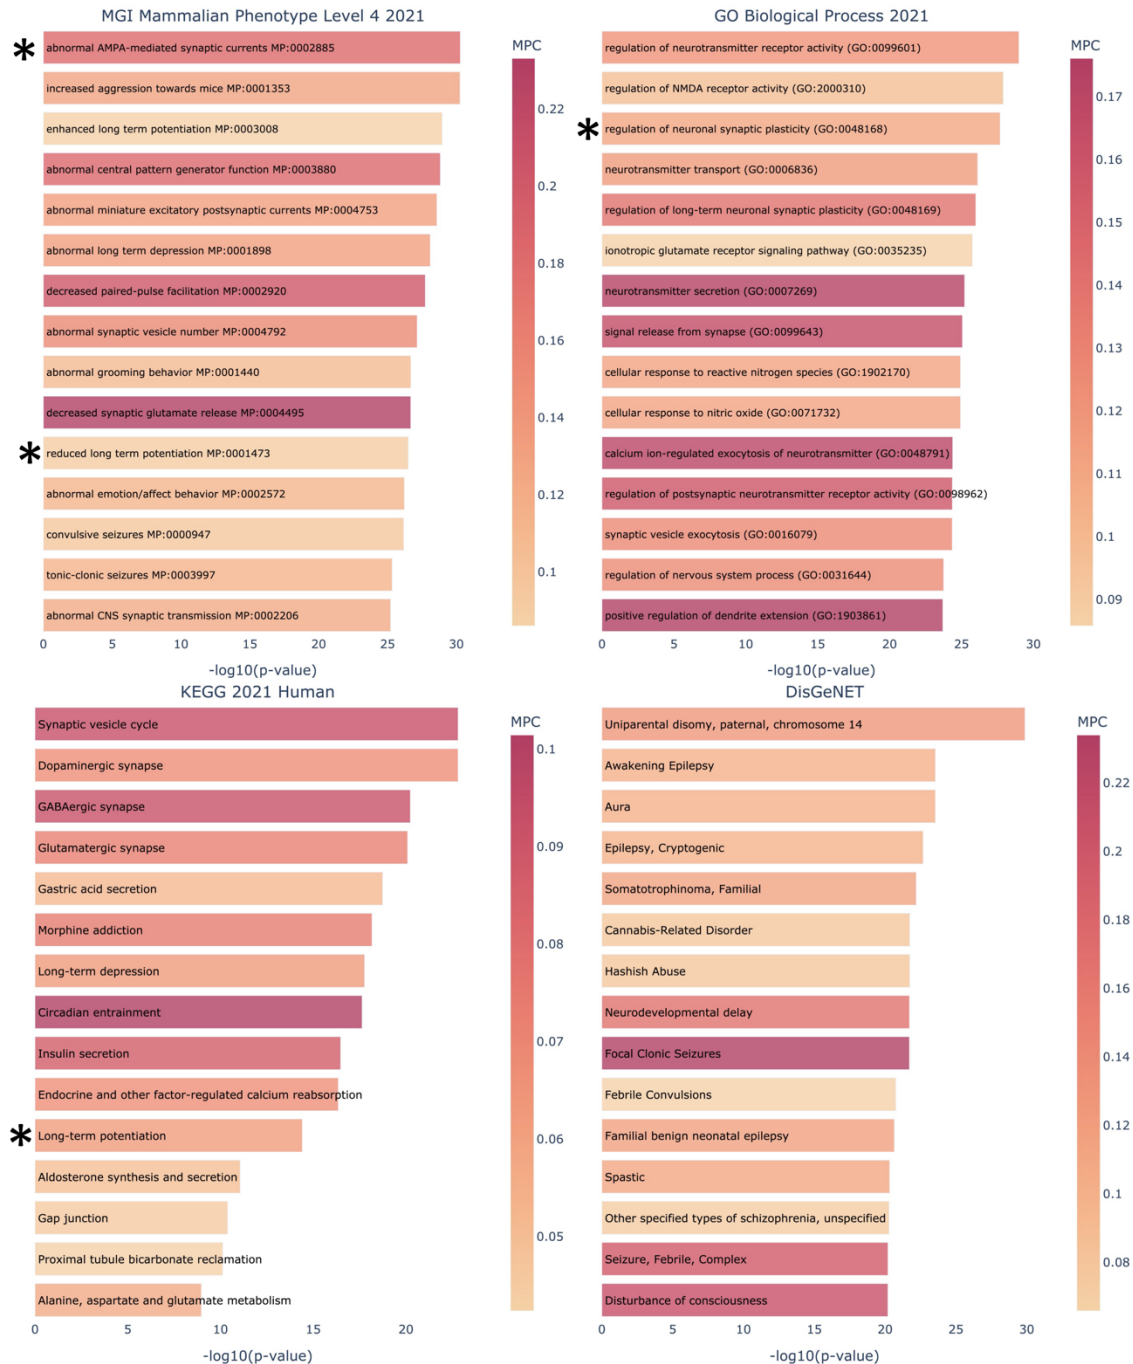 MGI Mammalian Phenotype Level 4 2021
* abnormal AMPA-mediated synaptic currents MP:0002885
increased aggression towards mice MP:0001353
enhanced long term potentiation MP:0003008
abnormal central pattern generator function MP:0003880
abnormal miniature excitatory postsynaptic currents MP:0004753
abnormal long term depression MP:0001898
decreased paired-pulse facilitation MP:0002920
abnormal synaptic vesicle number MP:0004792
abnormal grooming behavior MP:0001440
decreased synaptic glutamate release MP:0004495
* reduced long term potentiation MP:0001473
abnormal emotion/affect behavior MP:0002572
convulsive seizures MP:0000947
tonic-clonic seizures MP:0003997
abnormal CNS synaptic transmission MP:0002206
0 5 10 15 20 25 30
-log10(p-value)
MPC
0.22
0.2
0.18
0.16
0.14
0.12
0.1
GO Biological Process 2021
regulation of neurotransmitter receptor activity (GO:0099601)
regulation of NMDA receptor activity (GO:2000310)
* regulation of neuronal synaptic plasticity (GO:0048168)
neurotransmitter transport (GO:0006836)
regulation of long-term neuronal synaptic plasticity (GO:0048169)
ionotropic glutamate receptor signaling pathway (GO:0035235)
neurotransmitter secretion (GO:0007269)
signal release from synapse (GO:0099643)
cellular response to reactive nitrogen species (GO:1902170)
cellular response to nitric oxide (GO:0071732)
calcium ion-regulated exocytosis of neurotransmitter (GO:0048791)
regulation of postsynaptic neurotransmitter receptor activity (GO:0098962)
synaptic vesicle exocytosis (GO:0016079)
regulation of nervous system process (GO:0031644)
positive regulation of dendrite extension (GO:1903861)
0 5 10 15 20 25 30
-log10(p-value)
MPC
0.17
0.16
0.15
0.14
0.13
0.12
0.11
0.1
0.09
KEGG 2021 Human
Synaptic vesicle cycle
Dopaminergic synapse
GABAergic synapse
Glutamatergic synapse
Gastric acid secretion
Morphine addiction
Long-term depression
Circadian entrainment
Insulin secretion
Endocrine and other factor-regulated calcium reabsorption
* Long-term potentiation
Aldosterone synthesis and secretion
Gap junction
Proximal tubule bicarbonate reclamation
Alanine, aspartate and glutamate metabolism
0 5 10 15 20
-log10(p-value)
MPC
0.1
0.09
0.08
0.07
0.06
0.05
DisGeNET
Uniparental disomy, paternal, chromosome 14
Awakening Epilepsy
Aura
Epilepsy, Cryptogenic
Somatotrophinoma, Familial
Cannabis-Related Disorder
Hashish Abuse
Neurodevelopmental delay
Focal Clonic Seizures
Febrile Convulsions
Familial benign neonatal epilepsy
Spastic
Other specified types of schizophrenia, unspecified
Seizure, Febrile, Complex
Disturbance of consciousness
0 5 10 15 20 25 30
-log10(p-value)
MPC
0.22
0.2
0.18
0.16
0.14
0.12
0.1
0.08